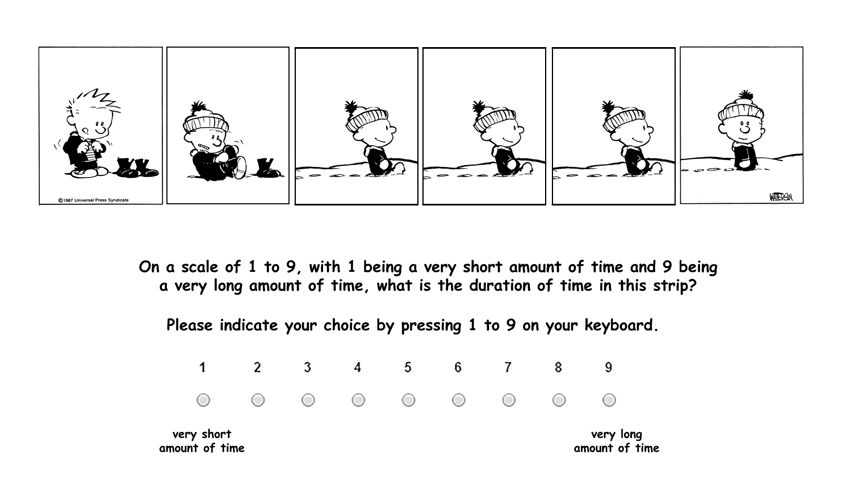 ©1987 Universal Press Syndicate
WATTERSON
On a scale of 1 to 9, with 1 being a very short amount of time and 9 being
a very long amount of time, what is the duration of time in this strip?
Please indicate your choice by pressing 1 to 9 on your keyboard.
1 2 3 4 5 6 7 8 9
very short very long
amount of time amount of time